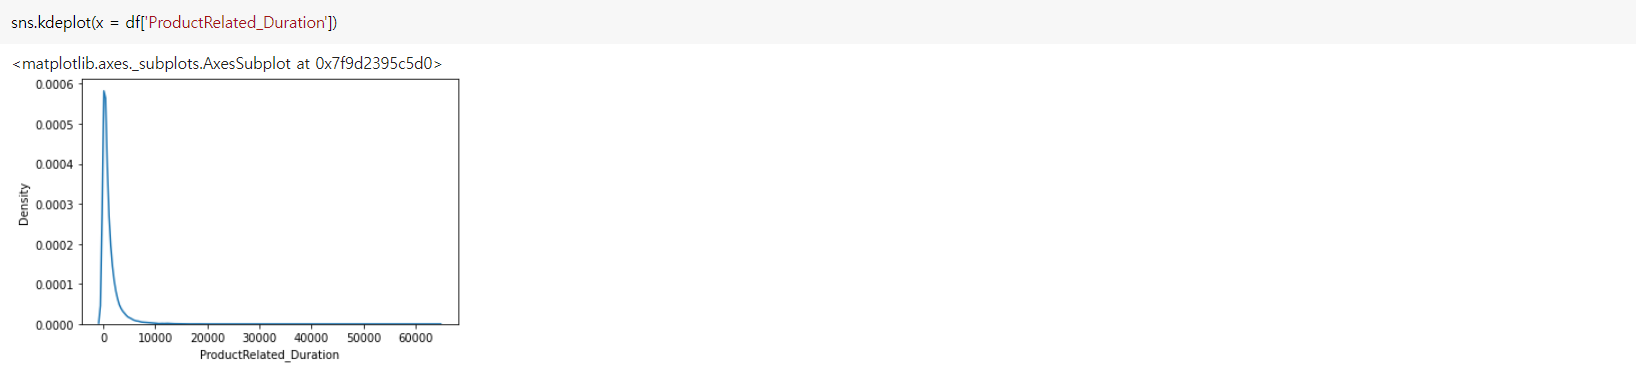 sns.kdeplot(x = df['ProductRelated_Duration'])
<matplotlib.axes._subplots.AxesSubplot at 0x7f9d2395c5d0>
0.0006
0.0005
0.0004
0.0003
0.0002
0.0001
0.0000
Density
0 10000 20000 30000 40000 50000 60000
ProductRelated_Duration